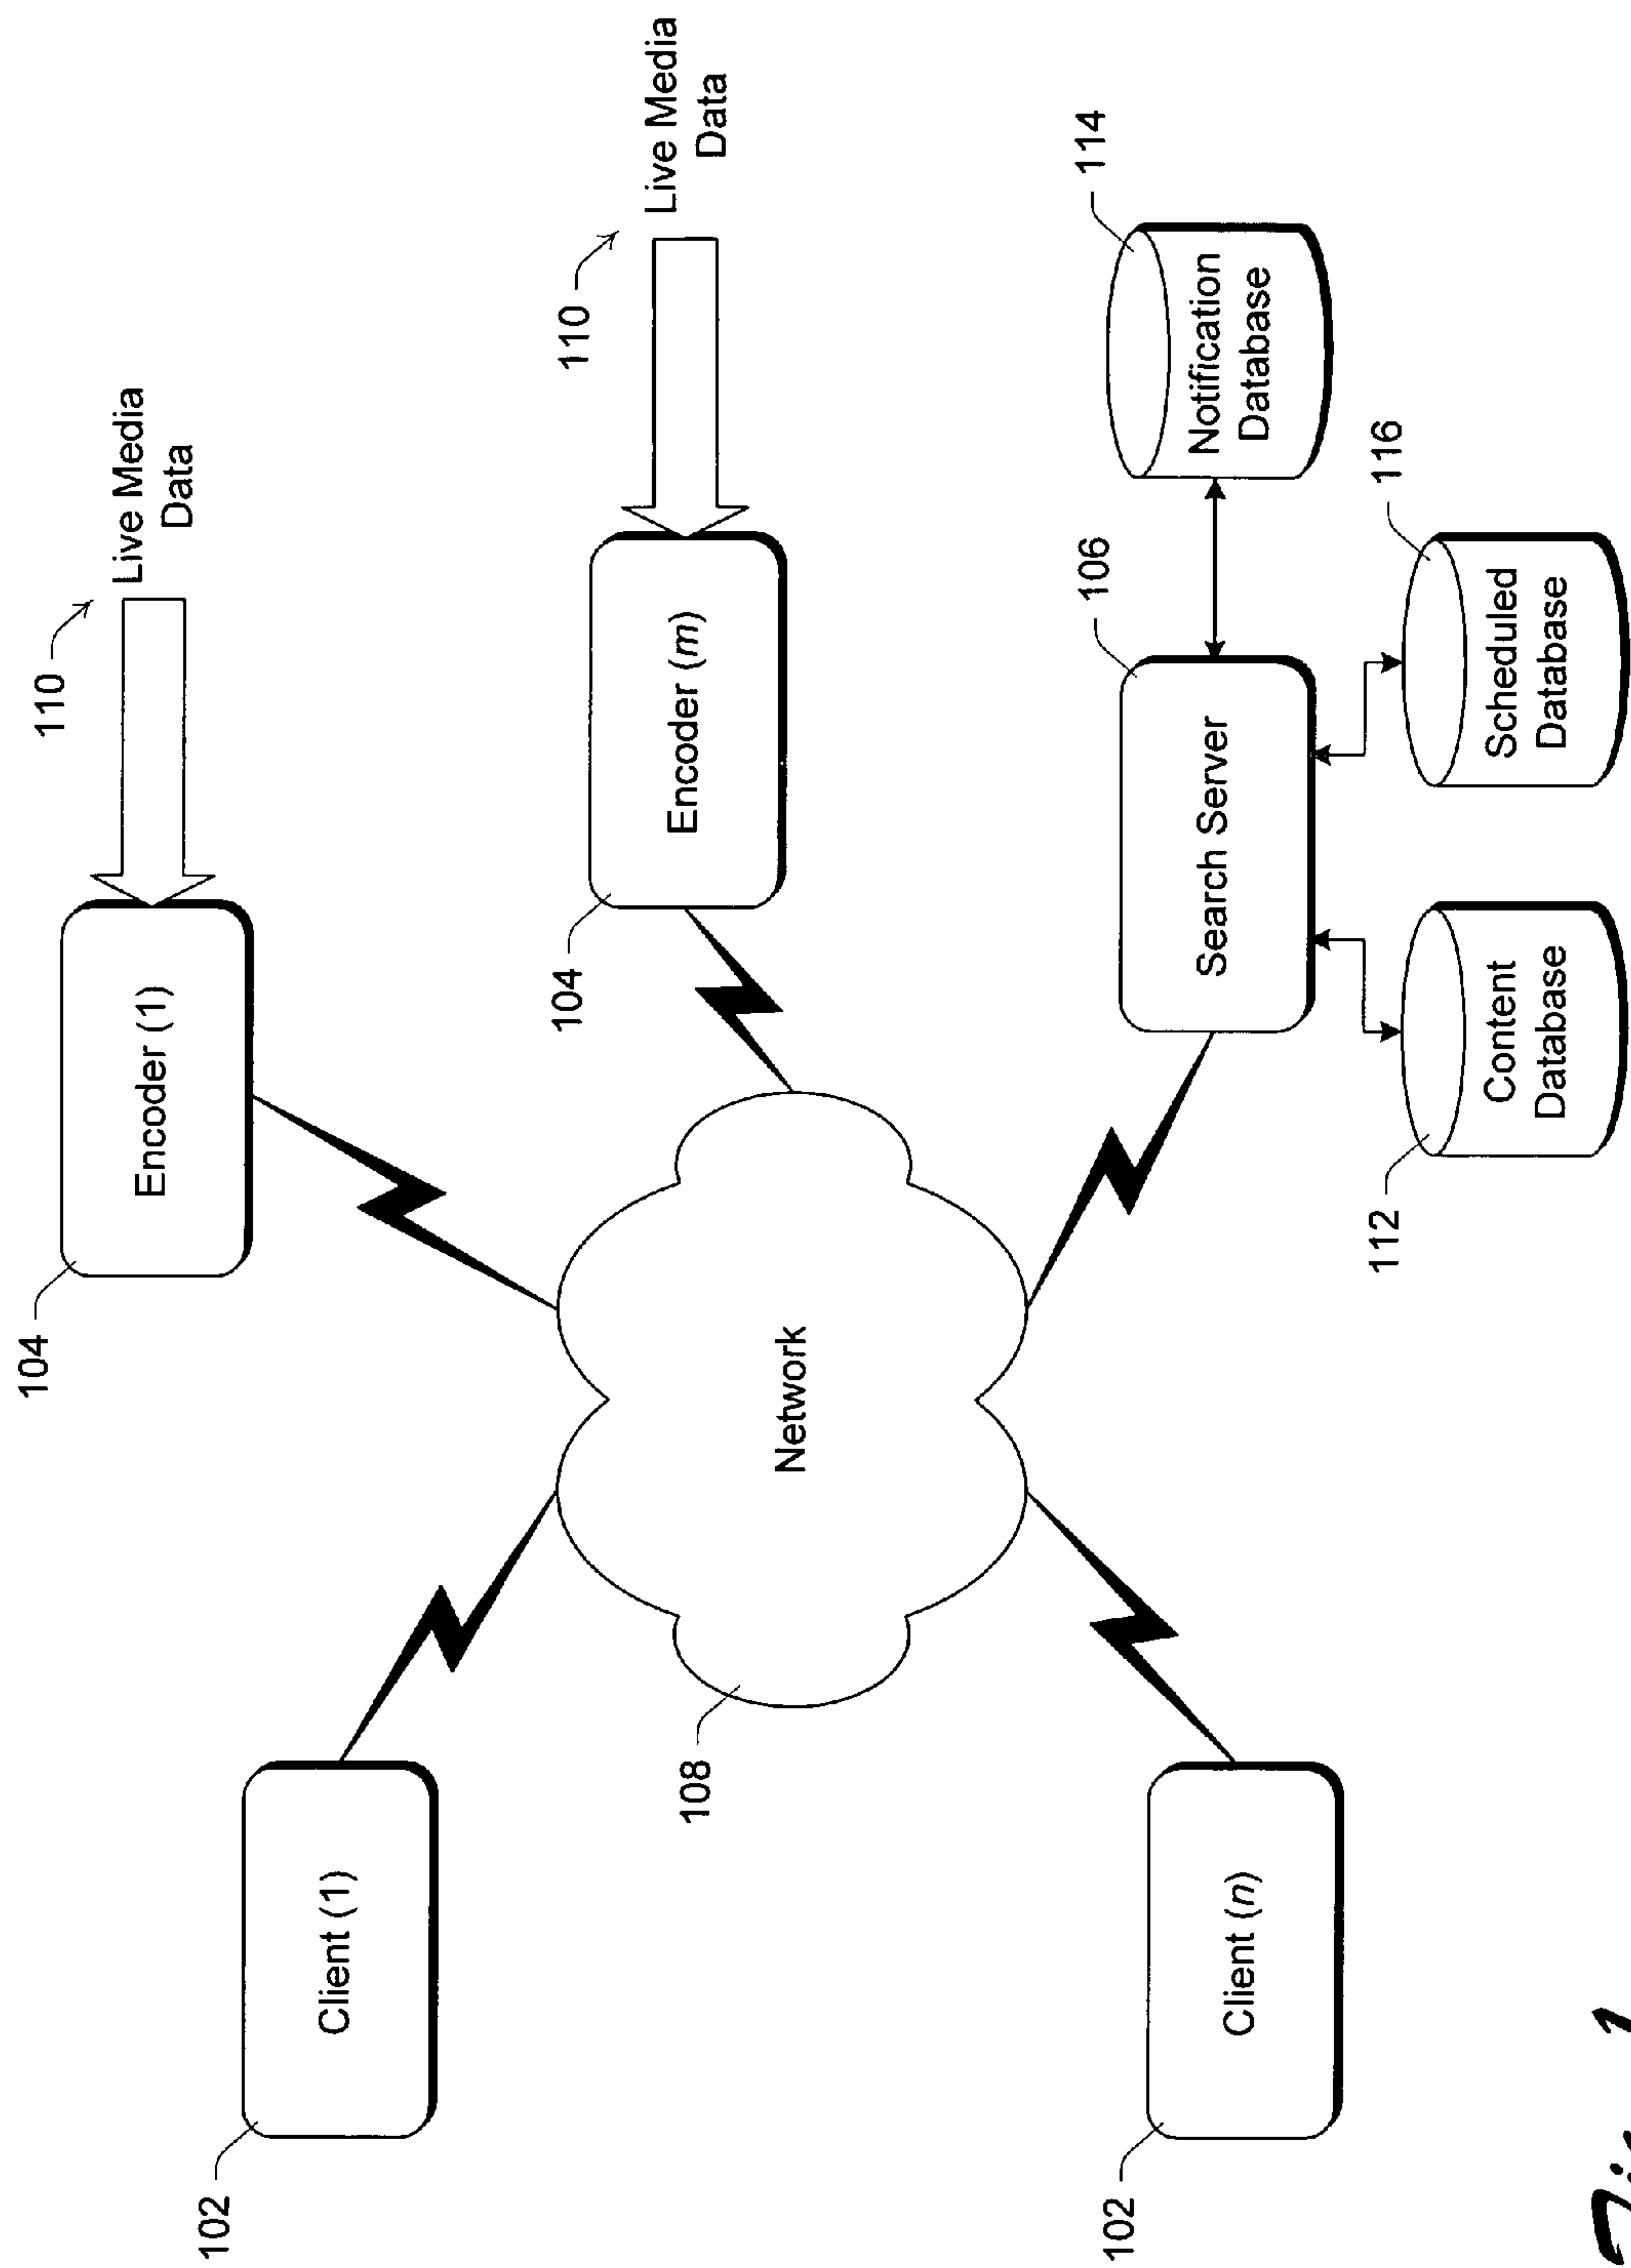 110
Live Media
Data
104
Encoder (1)
102
Client (1)
110
Live Media
Data
104
Encoder (m)
108
Network
106
Search Server
114
Notification
Database
102
Client (n)
112
Content
Database
116
Scheduled
Database